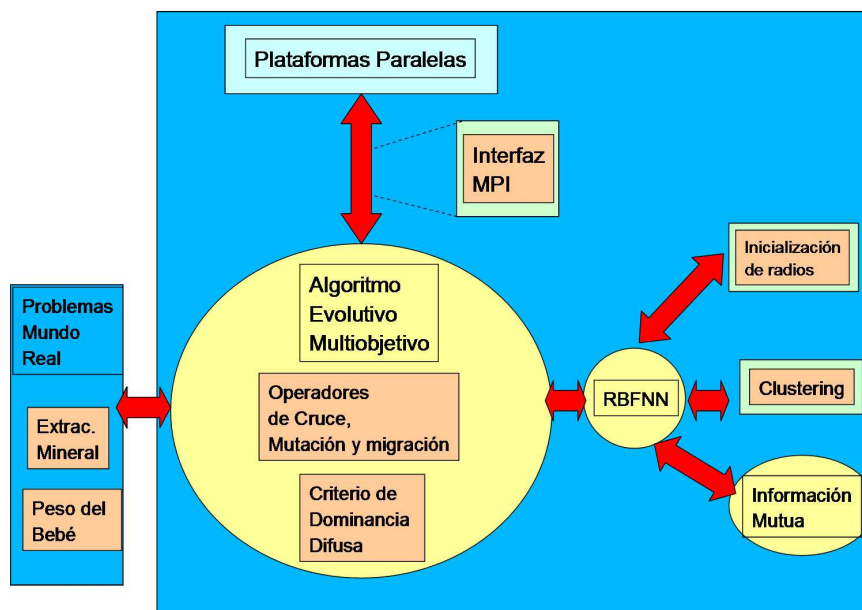 Plataformas Paralelas
Interfaz
MPI
Inicialización
de radios
Algoritmo
Evolutivo
Multiobjetivo
Problemas
Mundo
Real
Operadores
de Cruce,
Mutación y migración
RBFNN
Clustering
Extrac.
Mineral
Criterio de
Dominancia
Difusa
Peso del
Bebé
Información
Mutua